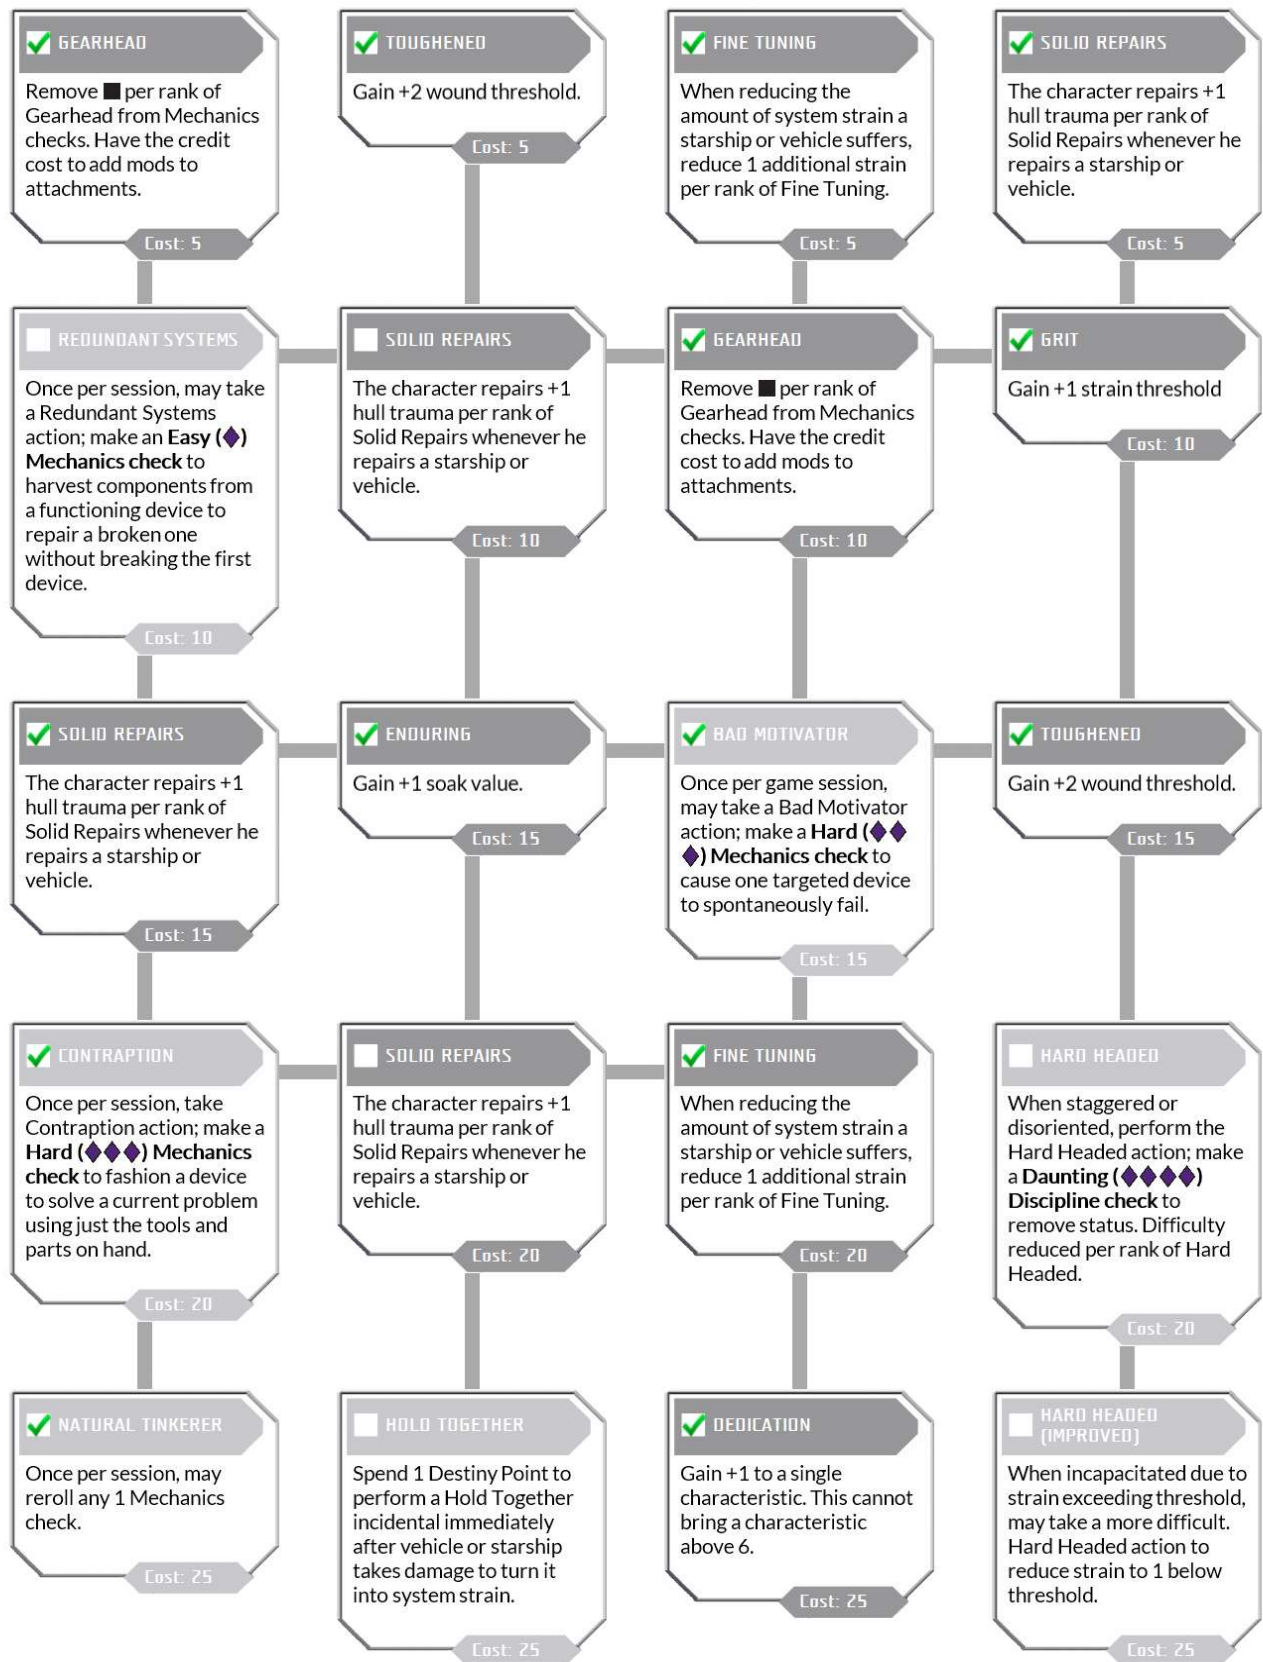 GEARHEAD
Remove per rank of
Gearhead from Mechanics
checks. Have the credit
cost to add mods to
attachments.
Cost: 5
TOUGHENED
Gain +2 wound threshold.
Cost: 5
FINE TUNING
When reducing the
amount of system strain a
starship or vehicle suffers,
reduce 1 additional strain
per rank of Fine Tuning.
Cost: 5
SOLID REPAIRS
The character repairs +1
hull trauma per rank of
Solid Repairs whenever he
repairs a starship or
vehicle.
Cost: 5
REDUNDANT SYSTEMS
Once per session, may take
a Redundant Systems
action; make an Easy (◆)
Mechanics check to
harvest components from
a functioning device to
repair a broken one
without breaking the first
device.
Cost: 10
SOLID REPAIRS
The character repairs +1
hull trauma per rank of
Solid Repairs whenever he
repairs a starship or
vehicle.
Cost: 10
GEARHEAD
Remove per rank of
Gearhead from Mechanics
checks. Have the credit
cost to add mods to
attachments.
Cost: 10
GRIT
Gain +1 strain threshold
Cost: 10
SOLID REPAIRS
The character repairs +1
hull trauma per rank of
Solid Repairs whenever he
repairs a starship or
vehicle.
Cost: 15
ENDURING
Gain +1 soak value.
Cost: 15
BAD MOTIVATOR
Once per game session,
may take a Bad Motivator
action; make a Hard (◆◆
◆) Mechanics check to
cause one targeted device
to spontaneously fail.
Cost: 15
TOUGHENED
Gain +2 wound threshold.
Cost: 15
CONTRAPTION
Once per session, take
Contraption action; make a
Hard (◆◆◆) Mechanics
check to fashion a device
to solve a current problem
using just the tools and
parts on hand.
Cost: 20
SOLID REPAIRS
The character repairs +1
hull trauma per rank of
Solid Repairs whenever he
repairs a starship or
vehicle.
Cost: 20
FINE TUNING
When reducing the
amount of system strain a
starship or vehicle suffers,
reduce 1 additional strain
per rank of Fine Tuning.
Cost: 20
HARD HEADED
When staggered or
disoriented, perform the
Hard Headed action; make
a Daunting (◆◆◆◆)
Discipline check to
remove status. Difficulty
reduced per rank of Hard
Headed.
Cost: 20
NATURAL TINKERER
Once per session, may
reroll any 1 Mechanics
check.
Cost: 25
HOLD TOGETHER
Spend 1 Destiny Point to
perform a Hold Together
incidental immediately
after vehicle or starship
takes damage to turn it
into system strain.
Cost: 25
DEDICATION
Gain +1 to a single
characteristic. This cannot
bring a characteristic
above 6.
Cost: 25
HARD HEADED
(IMPROVED)
When incapacitated due to
strain exceeding threshold,
may take a more difficult.
Hard Headed action to
reduce strain to 1 below
threshold.
Cost: 25